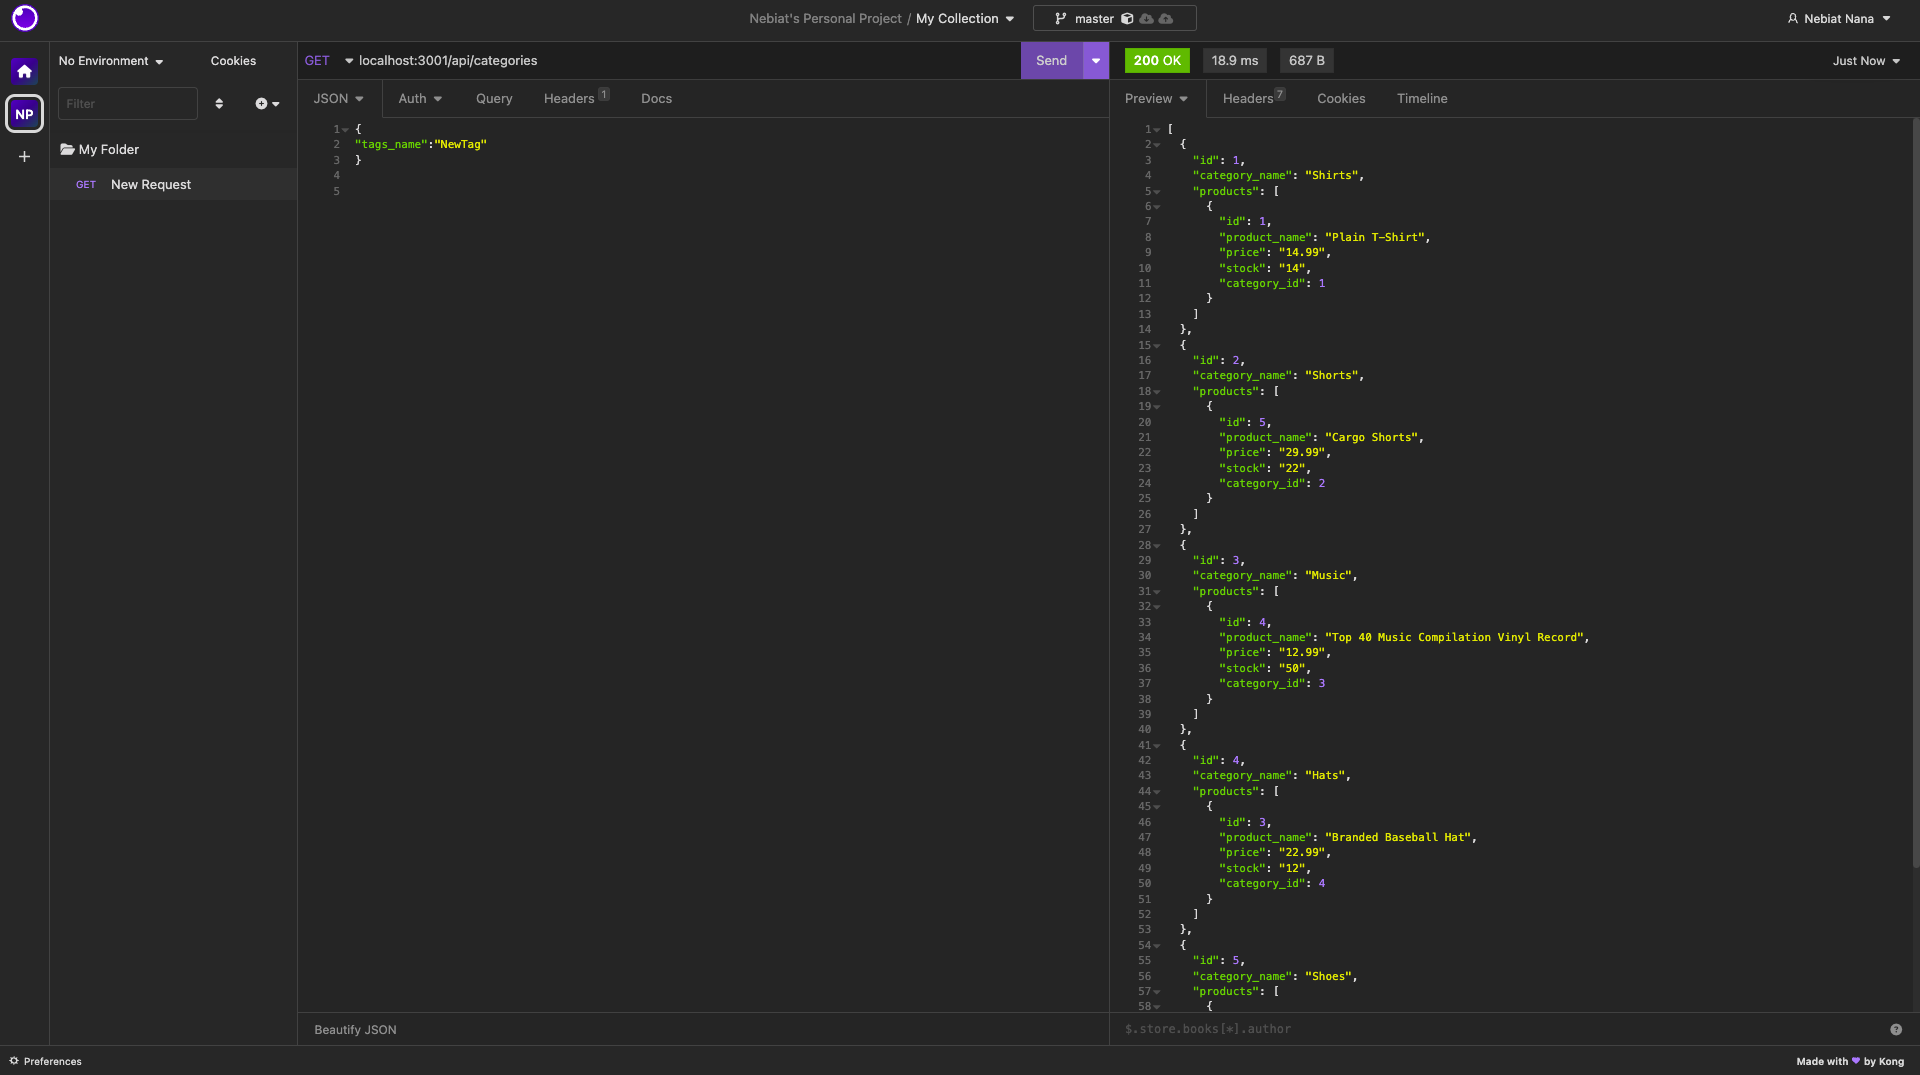 Nebiat's Personal Project / My Collection
master
Nebiat Nana
No Environment
Cookies
GET localhost:3001/api/categories
Send
200 OK
18.9 ms
687 B
Just Now
Filter
JSON
Auth
Query
Headers 1
Docs
Preview
Headers 7
Cookies
Timeline
NP
My Folder
GET New Request
1 {
2 "tags_name":"NewTag"
3 }
4
5
1 [
2 {
3 "id": 1,
4 "category_name": "Shirts",
5 "products": [
6 {
7 "id": 1,
8 "product_name": "Plain T-Shirt",
9 "price": "14.99",
10 "stock": "14",
11 "category_id": 1
12 }
13 ]
14 },
15 {
16 "id": 2,
17 "category_name": "Shorts",
18 "products": [
19 {
20 "id": 5,
21 "product_name": "Cargo Shorts",
22 "price": "29.99",
23 "stock": "22",
24 "category_id": 2
25 }
26 ]
27 },
28 {
29 "id": 3,
30 "category_name": "Music",
31 "products": [
32 {
33 "id": 4,
34 "product_name": "Top 40 Music Compilation Vinyl Record",
35 "price": "12.99",
36 "stock": "50",
37 "category_id": 3
38 }
39 ]
40 },
41 {
42 "id": 4,
43 "category_name": "Hats",
44 "products": [
45 {
46 "id": 3,
47 "product_name": "Branded Baseball Hat",
48 "price": "22.99",
49 "stock": "12",
50 "category_id": 4
51 }
52 ]
53 },
54 {
55 "id": 5,
56 "category_name": "Shoes",
57 "products": [
58 {
Beautify JSON
$.store.books[*].author
Preferences
Made with by Kong